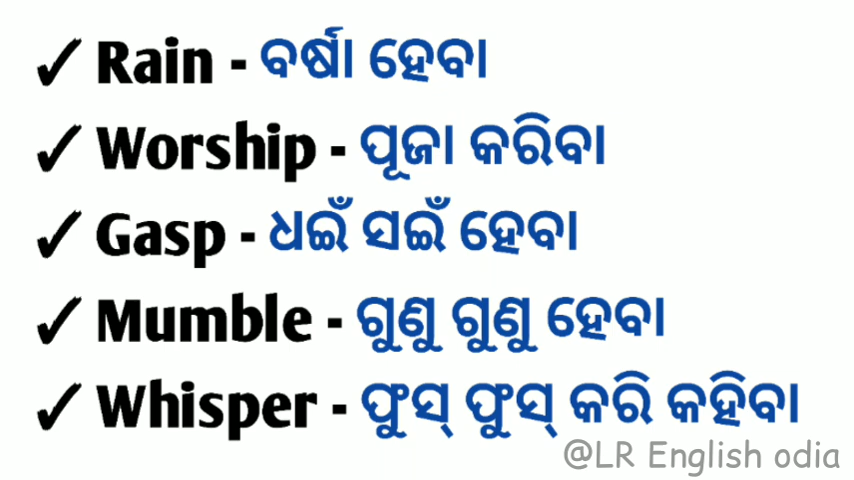 ✓ Rain - ବର୍ଷା ହେବା
✓ Worship - ପୂଜା କରିବା
✓ Gasp - ଧଇଁ ସଇଁ ହେବା
✓ Mumble - ଗୁଣୁ ଗୁଣୁ ହେବା
✓ Whisper - ଫୁସ୍ ଫୁସ୍ କରି କହିବା
@LR English odia